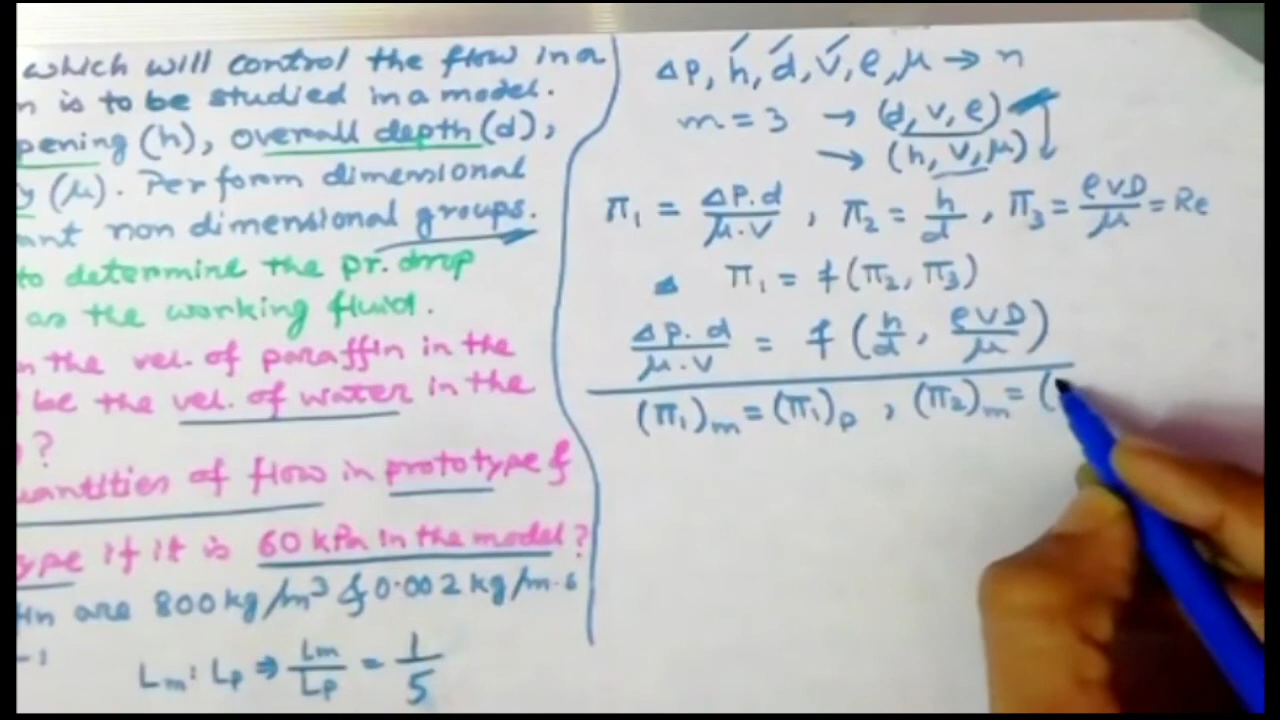 which will control the flow in a
n is to be studied in a model.
pening (h), overall depth (d),
y (μ). Perform dimensional
ant non dimensional groups.
to determine the pr. drop
as the working fluid.
n the vel. of paraffin in the
be the vel. of water in the
?
uantities of flow in prototype &
ype if it is 60 kPa in the model?
are 800 kg/m³ & 0.002 kg/m.s
Lm : Lp ⇒ Lm/Lp = 1/5
ΔP, h, d, V, ρ, μ → n
m = 3 → (d, V, ρ)
→ (h, V, μ)
π₁ = ΔP.d/μ.V , π₂ = h/d , π₃ = ρVD/μ = Re
π₁ = f(π₂, π₃)
ΔP.d/μ.V = f(h/d, ρVD/μ)
(π₁)m = (π₁)p , (π₂)m = (